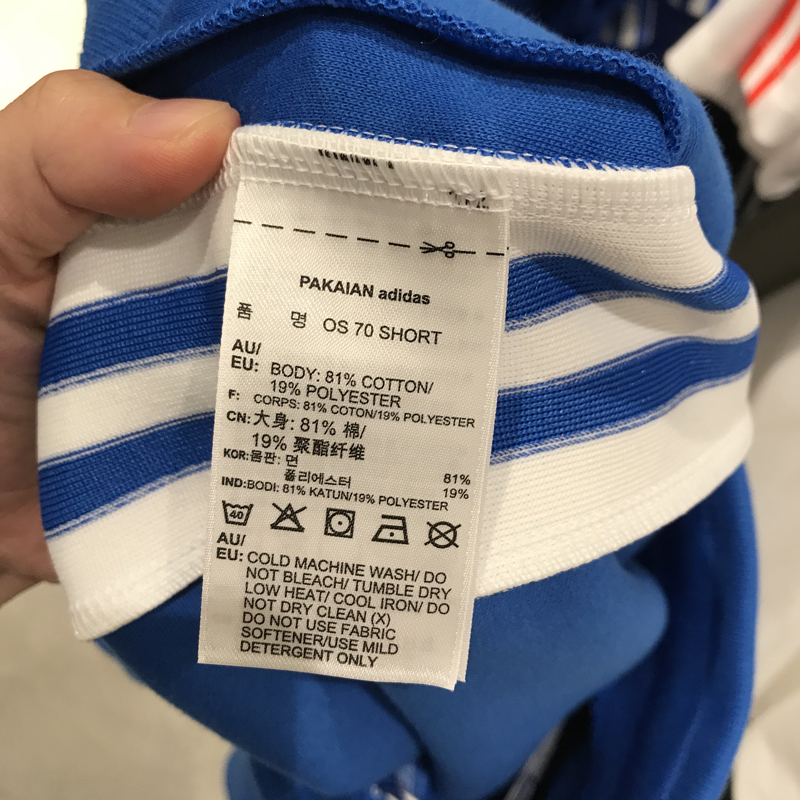 PAKAIAN adidas
품 명 OS 70 SHORT
AU/
EU: BODY: 81% COTTON/
19% POLYESTER
F: CORPS: 81% COTON/19% POLYESTER
CN: 大身: 81% 棉/
19% 聚酯纤维
KOR: 몸판: 면 81%
폴리에스터 19%
IND: BODI: 81% KATUN/19% POLYESTER
40
AU/
EU: COLD MACHINE WASH/ DO
NOT BLEACH/ TUMBLE DRY
LOW HEAT/ COOL IRON/ DO
NOT DRY CLEAN (X)
DO NOT USE FABRIC
SOFTENER/USE MILD
DETERGENT ONLY